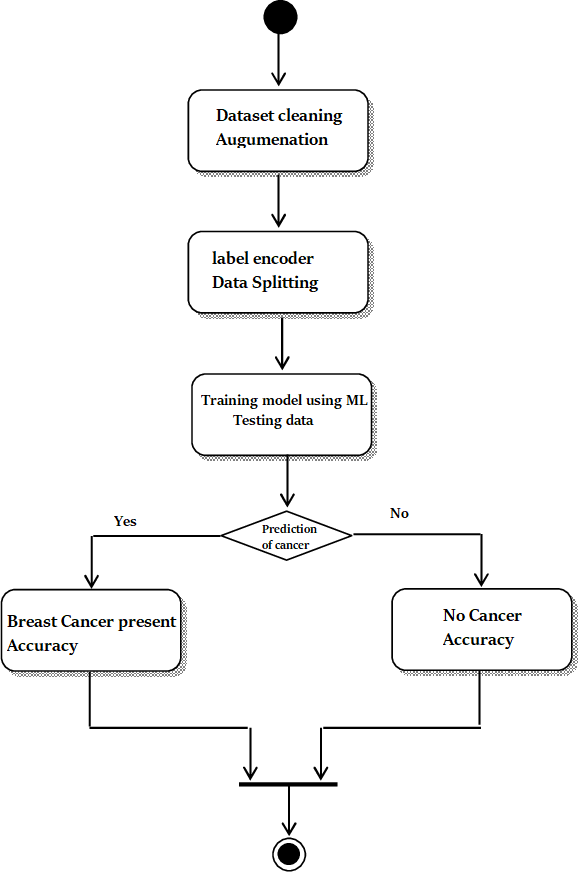 Dataset cleaning
Augumenation
label encoder
Data Splitting
Training model using ML
Testing data
Prediction
of cancer
Yes
No
Breast Cancer present
Accuracy
No Cancer
Accuracy